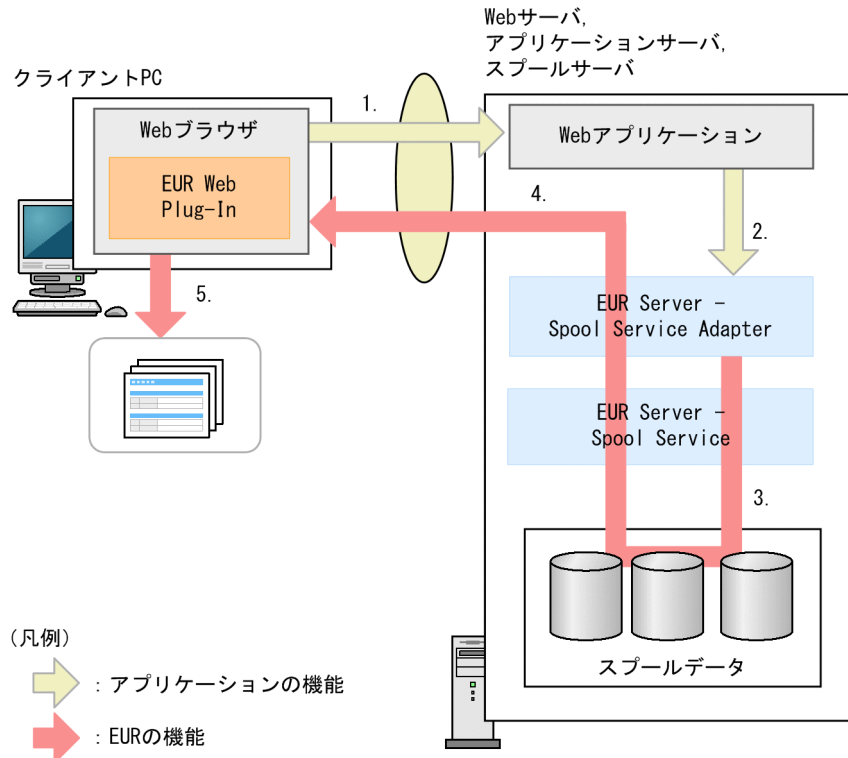 Webサーバ,
アプリケーションサーバ,
スプールサーバ
クライアントPC
1.
Webブラウザ
Webアプリケーション
EUR Web
Plug-In
4.
2.
5.
EUR Server −
Spool Service Adapter
EUR Server −
Spool Service
3.
スプールデータ
(凡例)
：アプリケーションの機能
：EURの機能